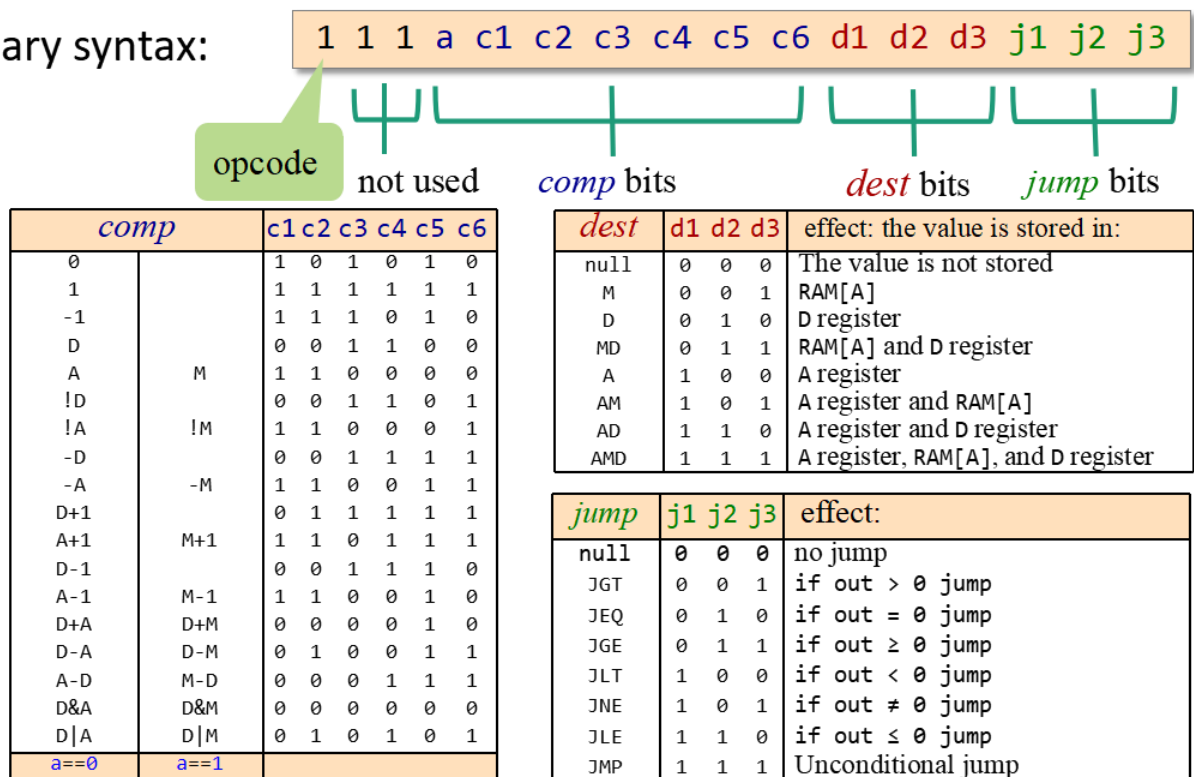 ary syntax:
1 1 1 a c1 c2 c3 c4 c5 c6 d1 d2 d3 j1 j2 j3
opcode
not used
comp bits
dest bits
jump bits
comp c1 c2 c3 c4 c5 c6
0 1 0 1 0 1 0
1 1 1 1 1 1 1
-1 1 1 1 0 1 0
D 0 0 1 1 0 0
A M 1 1 0 0 0 0
!D 0 0 1 1 0 1
!A !M 1 1 0 0 0 1
-D 0 0 1 1 1 1
-A -M 1 1 0 0 1 1
D+1 0 1 1 1 1 1
A+1 M+1 1 1 0 1 1 1
D-1 0 0 1 1 1 0
A-1 M-1 1 1 0 0 1 0
D+A D+M 0 0 0 0 1 0
D-A D-M 0 1 0 0 1 1
A-D M-D 0 0 0 1 1 1
D&A D&M 0 0 0 0 0 0
D|A D|M 0 1 0 1 0 1
a==0 a==1
dest d1 d2 d3 effect: the value is stored in:
null 0 0 0 The value is not stored
M 0 0 1 RAM[A]
D 0 1 0 D register
MD 0 1 1 RAM[A] and D register
A 1 0 0 A register
AM 1 0 1 A register and RAM[A]
AD 1 1 0 A register and D register
AMD 1 1 1 A register, RAM[A], and D register
jump j1 j2 j3 effect:
null 0 0 0 no jump
JGT 0 0 1 if out > 0 jump
JEQ 0 1 0 if out = 0 jump
JGE 0 1 1 if out ≥ 0 jump
JLT 1 0 0 if out < 0 jump
JNE 1 0 1 if out ≠ 0 jump
JLE 1 1 0 if out ≤ 0 jump
JMP 1 1 1 Unconditional jump